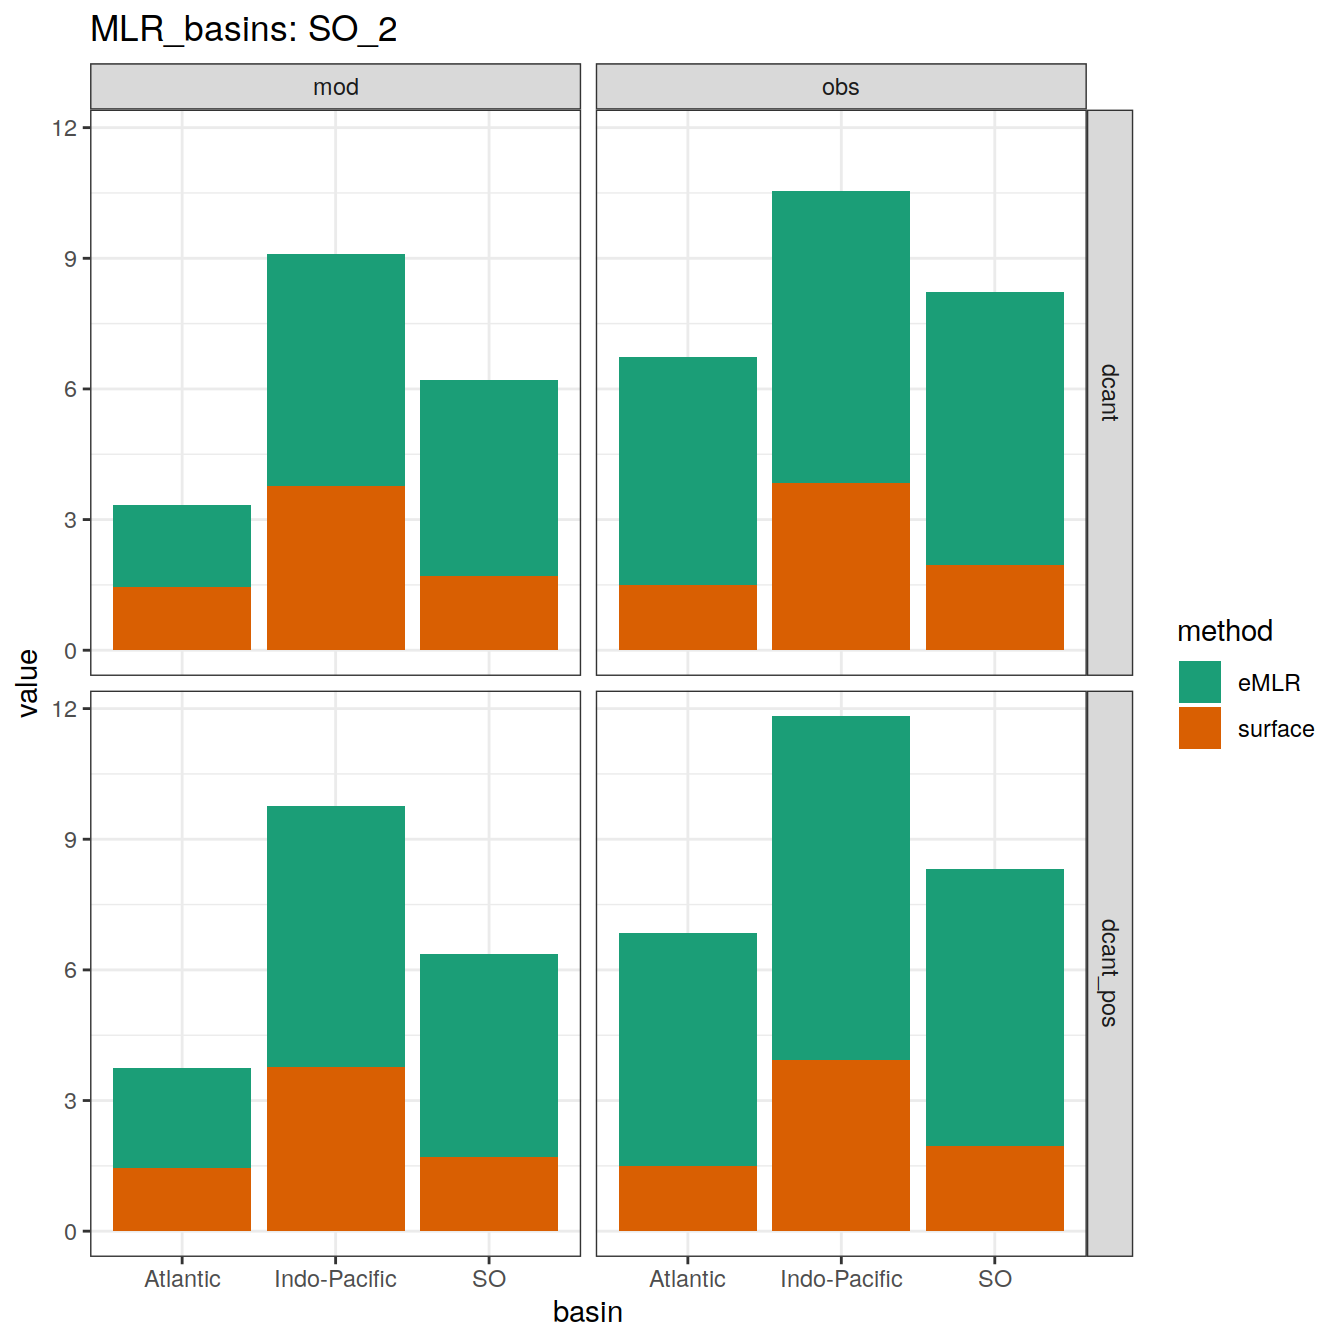 MLR_basins: SO_2
mod
obs
12
9
6
3
0
dcant
12
9
6
3
0
dcant_pos
value
Atlantic
Indo-Pacific
SO
Atlantic
Indo-Pacific
SO
basin
method
eMLR
surface